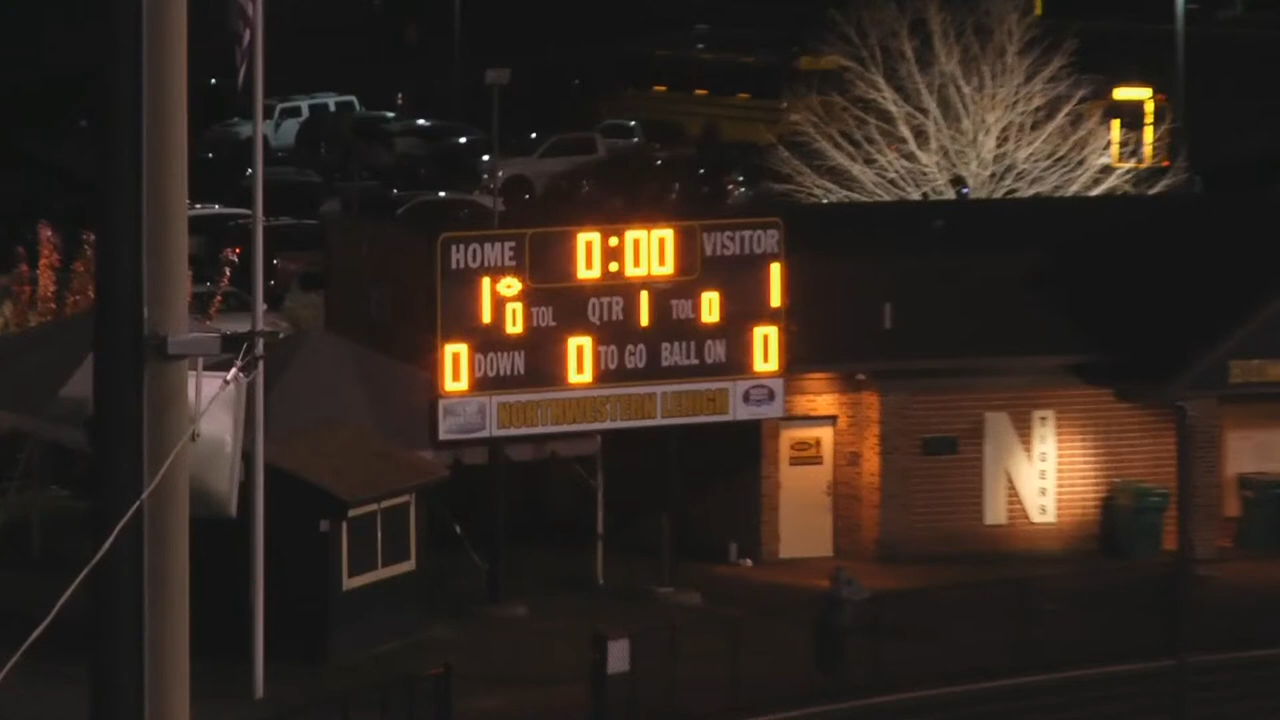 HOME 0:00 VISITOR
1 1
0 TOL QTR 1 TOL 0
0 DOWN 0 TO GO BALL ON 0
NORTHWESTERN LEHIGH
N TIGERS